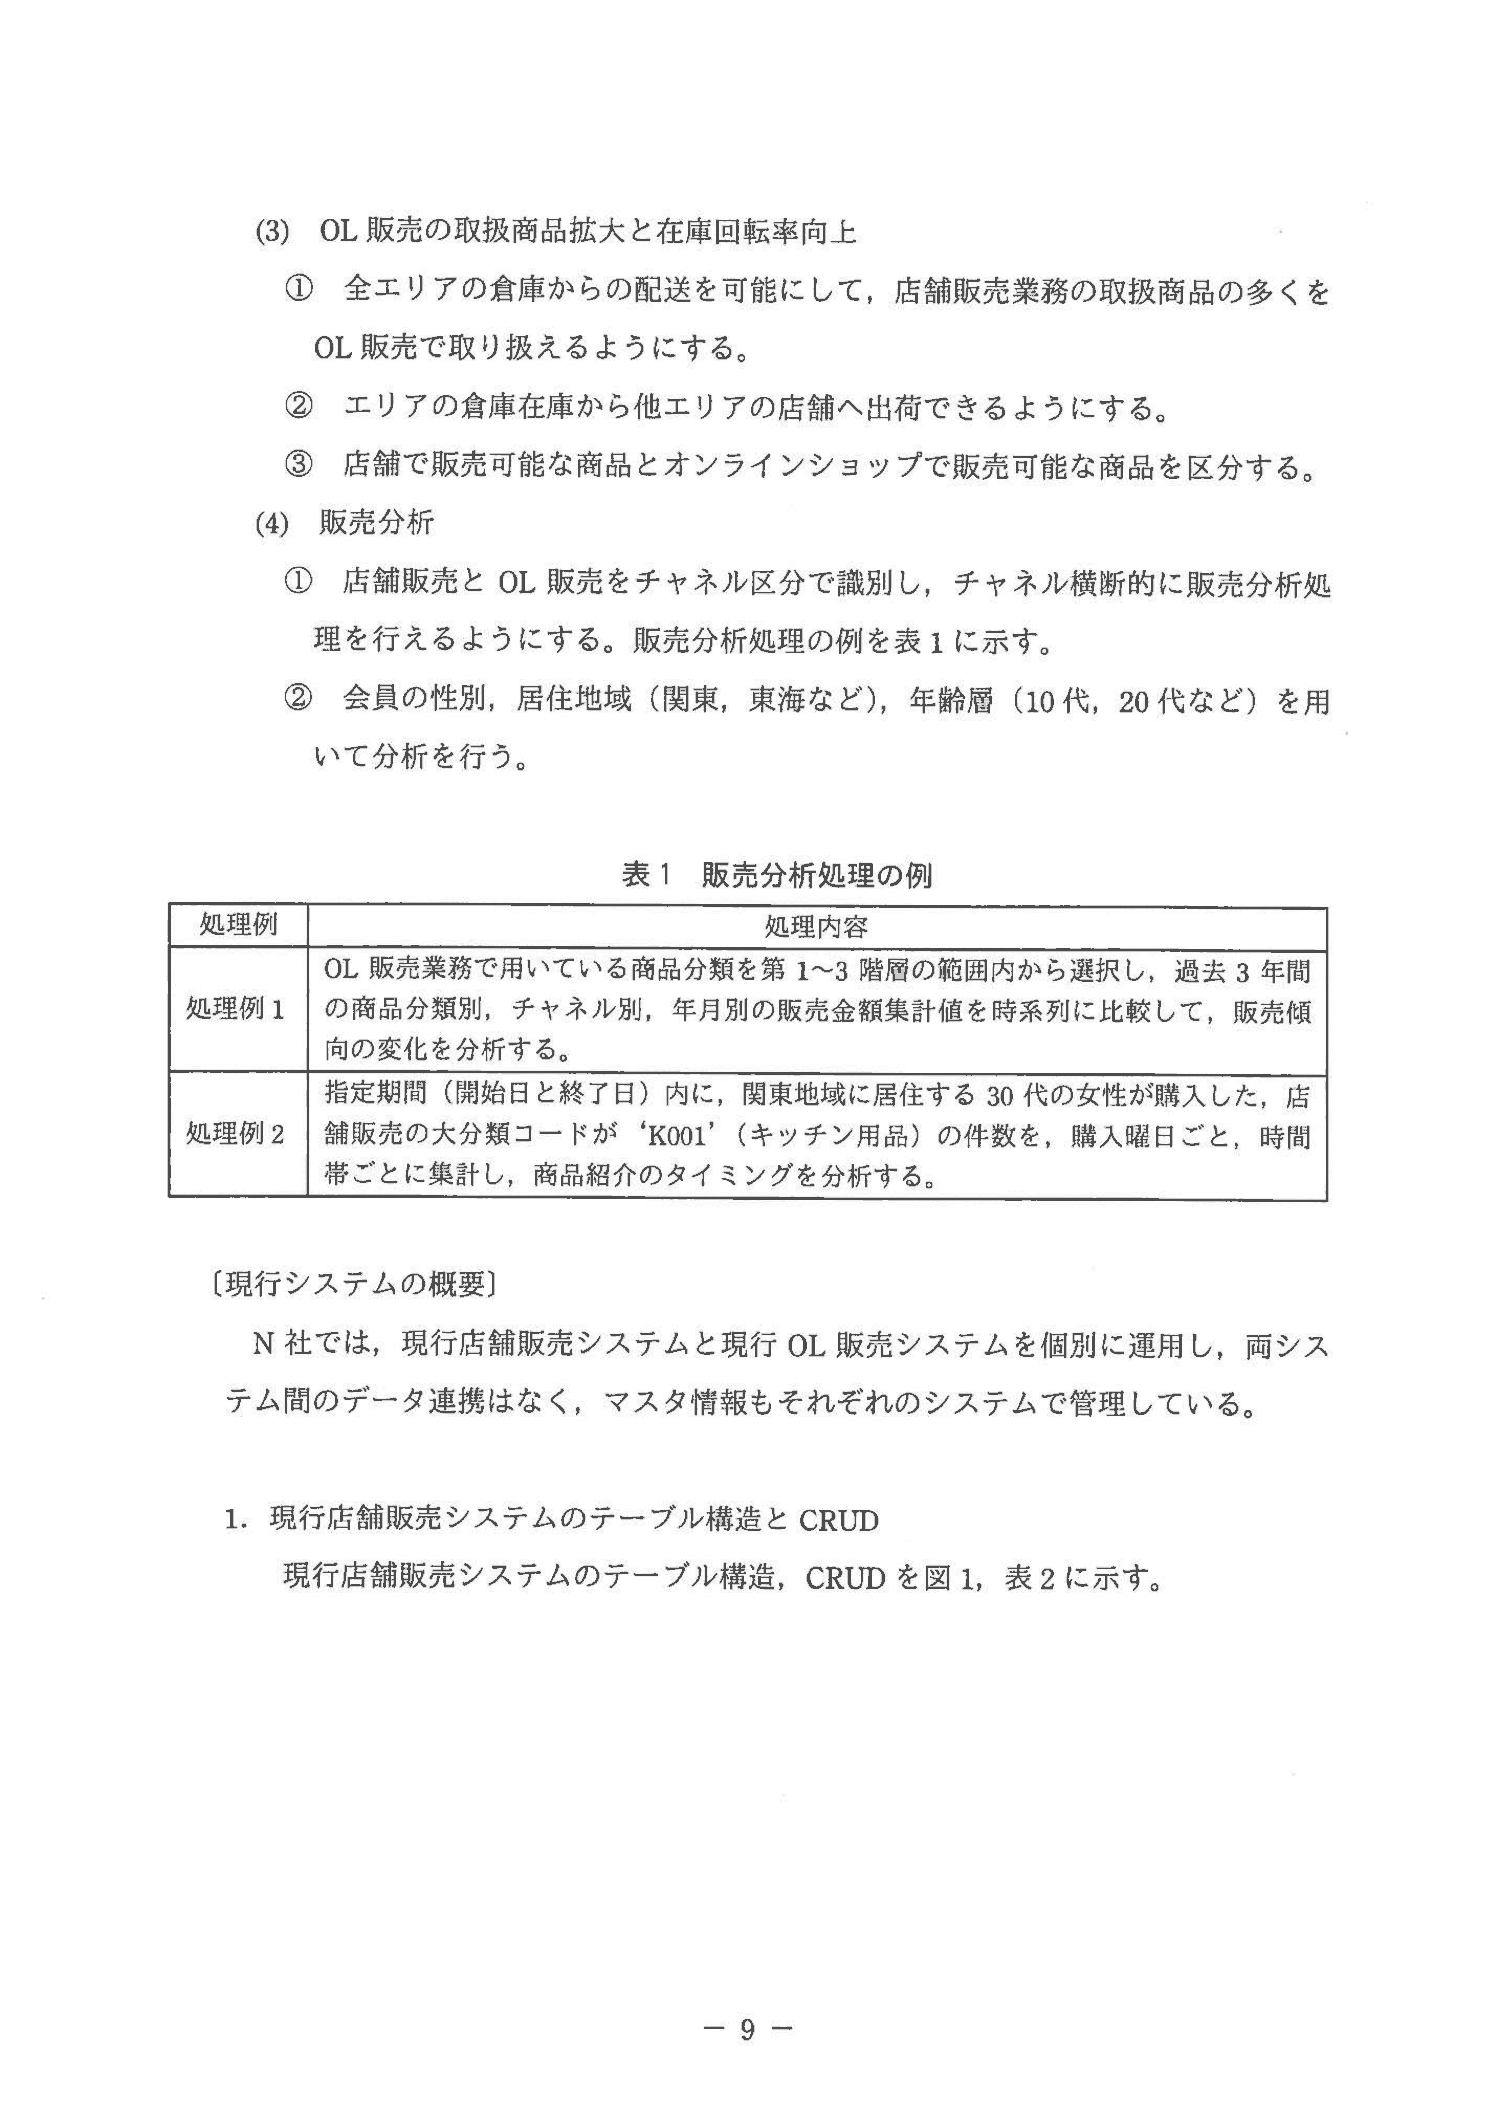 (3) OL 販売の取扱商品拡大と在庫回転率向上
① 全エリアの倉庫からの配送を可能にして，店舗販売業務の取扱商品の多くを
OL 販売で取り扱えるようにする。
② エリアの倉庫在庫から他エリアの店舗へ出荷できるようにする。
③ 店舗で販売可能な商品とオンラインショップで販売可能な商品を区分する。
(4) 販売分析
① 店舗販売と OL 販売をチャネル区分で識別し，チャネル横断的に販売分析処
理を行えるようにする。販売分析処理の例を表 1 に示す。
② 会員の性別，居住地域（関東，東海など），年齢層（10 代，20 代など）を用
いて分析を行う。
表 1 販売分析処理の例
処理例 処理内容
処理例 1
OL 販売業務で用いている商品分類を第 1～3 階層の範囲内から選択し，過去 3 年間
の商品分類別，チャネル別，年月別の販売金額集計値を時系列に比較して，販売傾
向の変化を分析する。
処理例 2
指定期間（開始日と終了日）内に，関東地域に居住する 30 代の女性が購入した，店
舗販売の大分類コードが‘K001’（キッチン用品）の件数を，購入曜日ごと，時間
帯ごとに集計し，商品紹介のタイミングを分析する。
〔現行システムの概要〕
N 社では，現行店舗販売システムと現行 OL 販売システムを個別に運用し，両シス
テム間のデータ連携はなく，マスタ情報もそれぞれのシステムで管理している。
1. 現行店舗販売システムのテーブル構造と CRUD
現行店舗販売システムのテーブル構造，CRUD を図 1，表 2 に示す。
－ 9 －